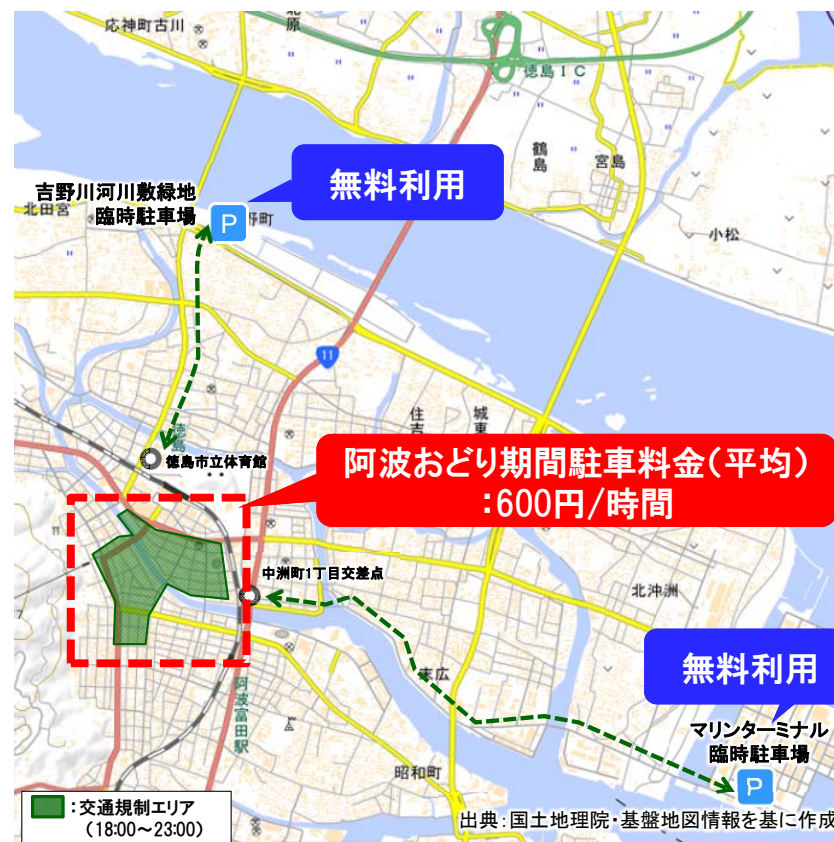 応神町古川
北
原
徳島IC
鶴島
宮島
無料利用
吉野川河川敷緑地
臨時駐車場
北田宮
P
野町
小松
11
住吉
城東
徳島
徳島市立体育館
阿波おどり期間駐車料金(平均)
:600円/時間
中洲町1丁目交差点
北沖洲
末広
無料利用
阿波富田駅
マリンターミナル
臨時駐車場
昭和町
P
:交通規制エリア
(18:00~23:00)
出典:国土地理院・基盤地図情報を基に作成